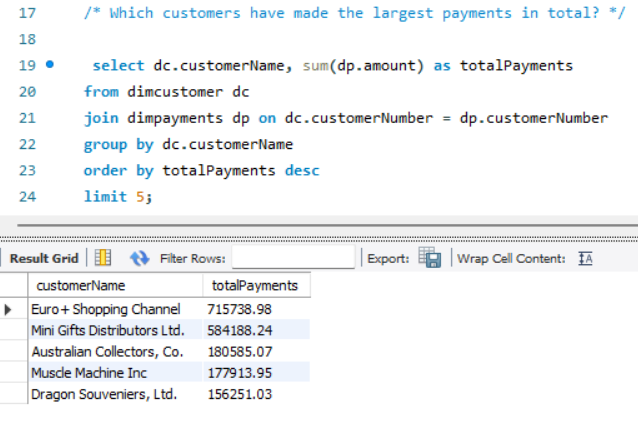 17 /* Which customers have made the largest payments in total? */
18
19 select dc.customerName, sum(dp.amount) as totalPayments
20 from dimcustomer dc
21 join dimpayments dp on dc.customerNumber = dp.customerNumber
22 group by dc.customerName
23 order by totalPayments desc
24 limit 5;
Result Grid Filter Rows: Export: Wrap Cell Content: IA
customerName totalPayments
Euro+ Shopping Channel 715738.98
Mini Gifts Distributors Ltd. 584188.24
Australian Collectors, Co. 180585.07
Muscle Machine Inc 177913.95
Dragon Souveniers, Ltd. 156251.03